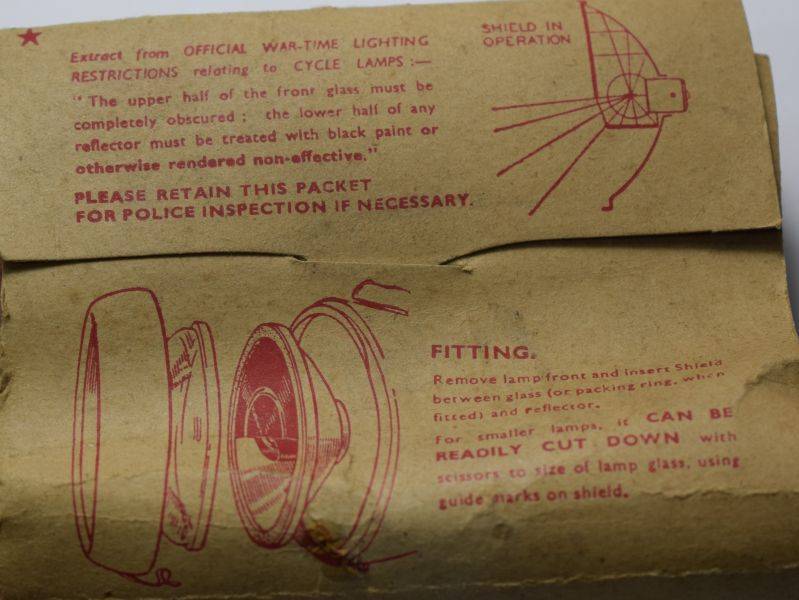 Extract from OFFICIAL WAR-TIME LIGHTING
RESTRICTIONS relating to CYCLE LAMPS :—
"The upper half of the front glass must be
completely obscured ; the lower half of any
reflector must be treated with black paint or
otherwise rendered non-effective."
PLEASE RETAIN THIS PACKET
FOR POLICE INSPECTION IF NECESSARY.
SHIELD IN
OPERATION
FITTING.
Remove lamp front and insert Shield
between glass (or packing ring, when
fitted) and reflector.
For smaller lamps, it CAN BE
READILY CUT DOWN with
scissors to size of lamp glass, using
guide marks on shield.